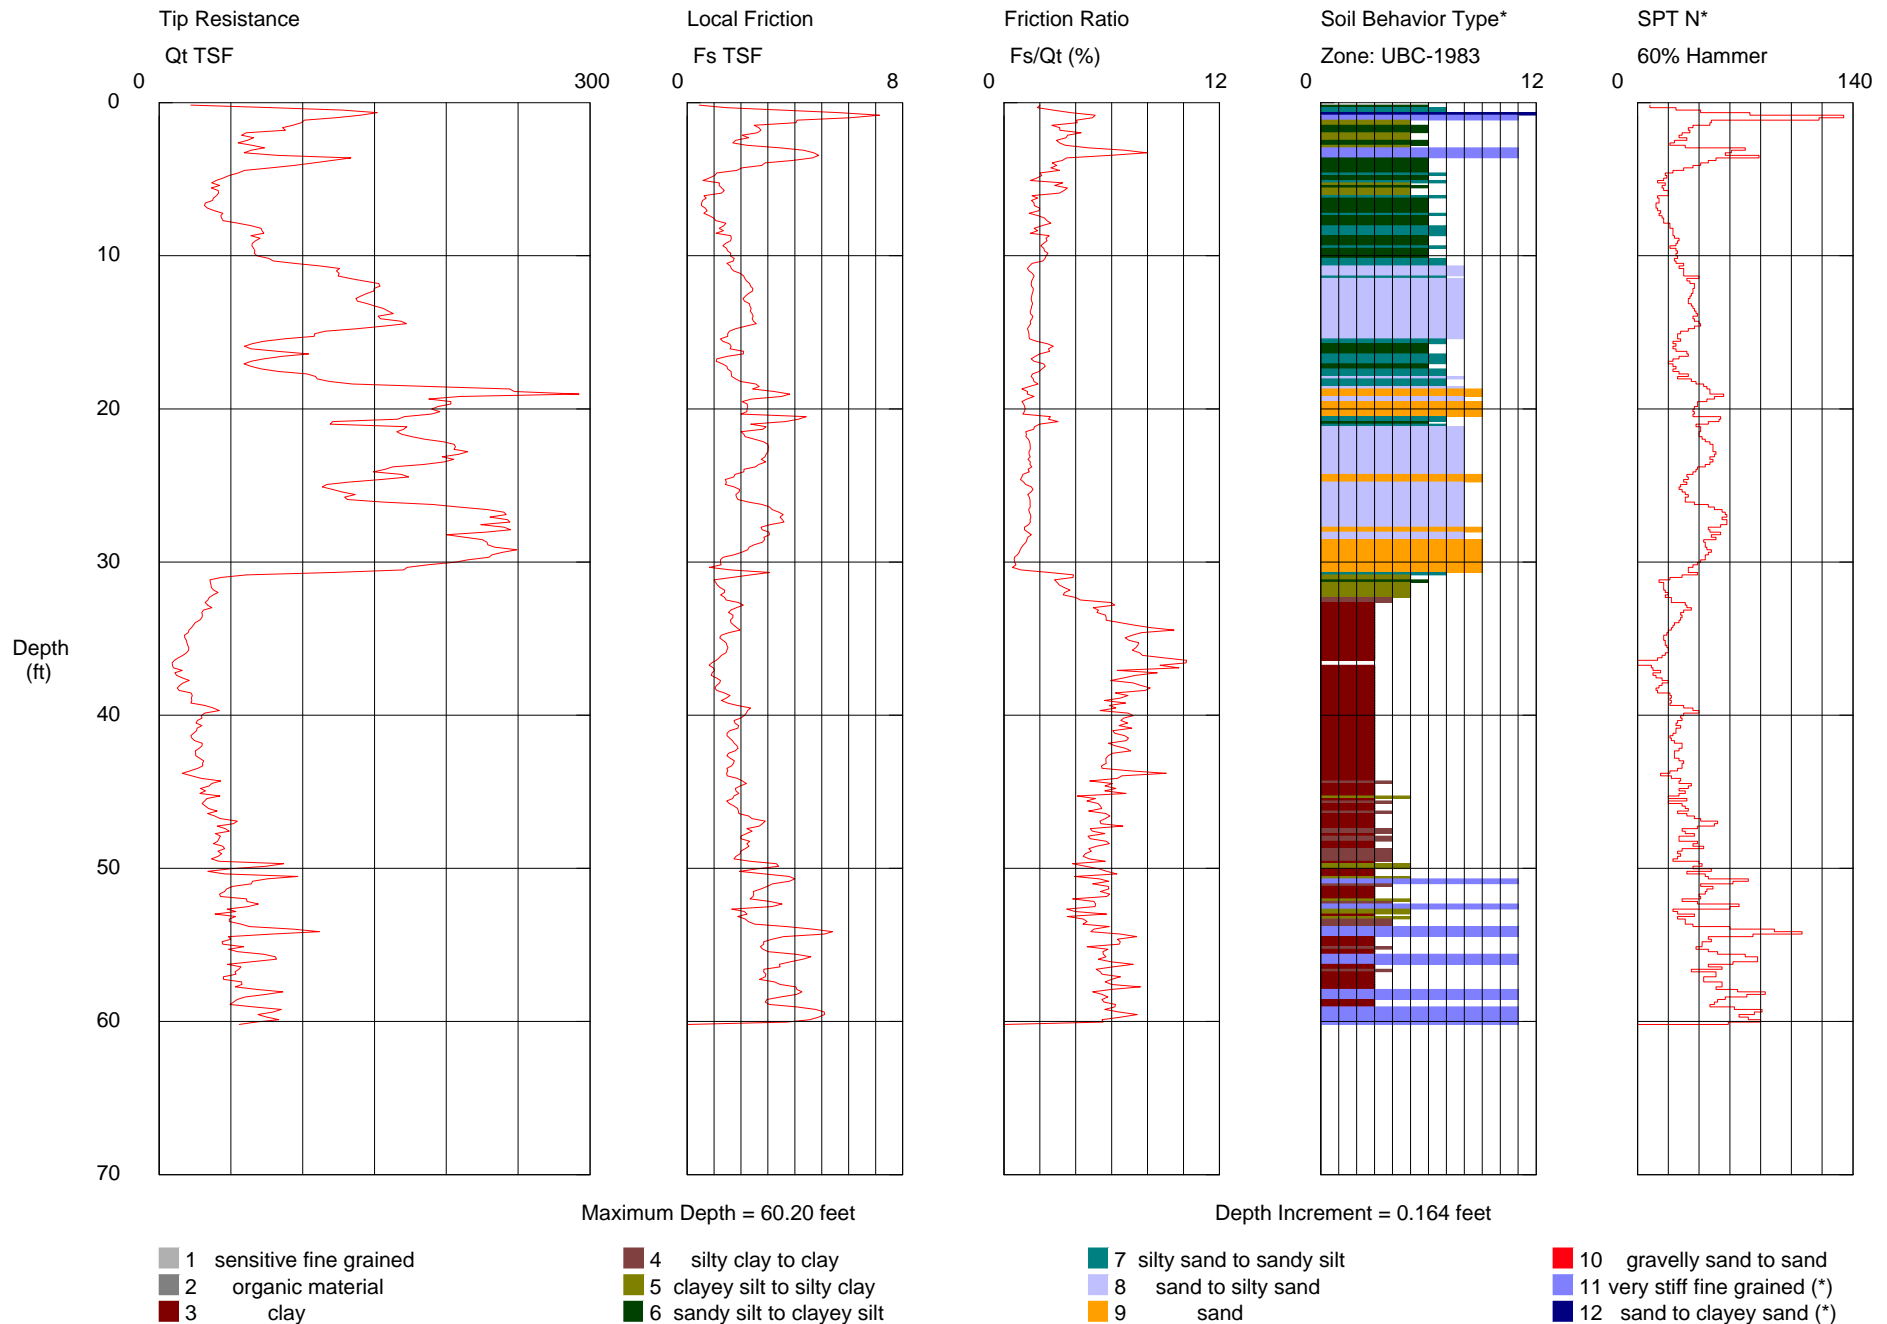 Tip Resistance Local Friction Friction Ratio Soil Behavior Type* SPT N*
Qt TSF Fs TSF Fs/Qt (%) Zone: UBC-1983 60% Hammer
0 300 0 8 0 12 0 12 0 140
0
10
20
30
Depth
(ft)
40
50
60
70
Maximum Depth = 60.20 feet Depth Increment = 0.164 feet
1 sensitive fine grained 4 silty clay to clay 7 silty sand to sandy silt 10 gravelly sand to sand
2 organic material 5 clayey silt to silty clay 8 sand to silty sand 11 very stiff fine grained (*)
3 clay 6 sandy silt to clayey silt 9 sand 12 sand to clayey sand (*)